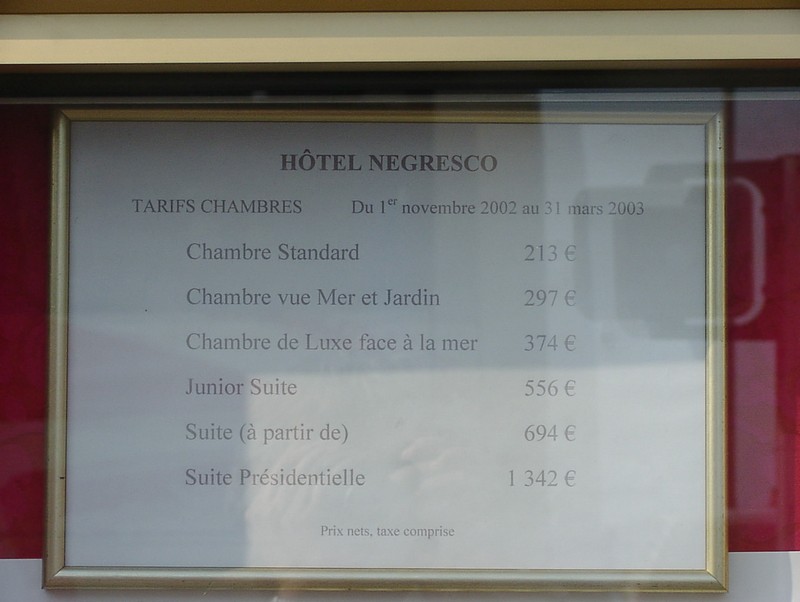 HÔTEL NEGRESCO
TARIFS CHAMBRES Du 1er novembre 2002 au 31 mars 2003
Chambre Standard 213 €
Chambre vue Mer et Jardin 297 €
Chambre de Luxe face à la mer 374 €
Junior Suite 556 €
Suite (à partir de) 694 €
Suite Présidentielle 1 342 €
Prix nets, taxe comprise